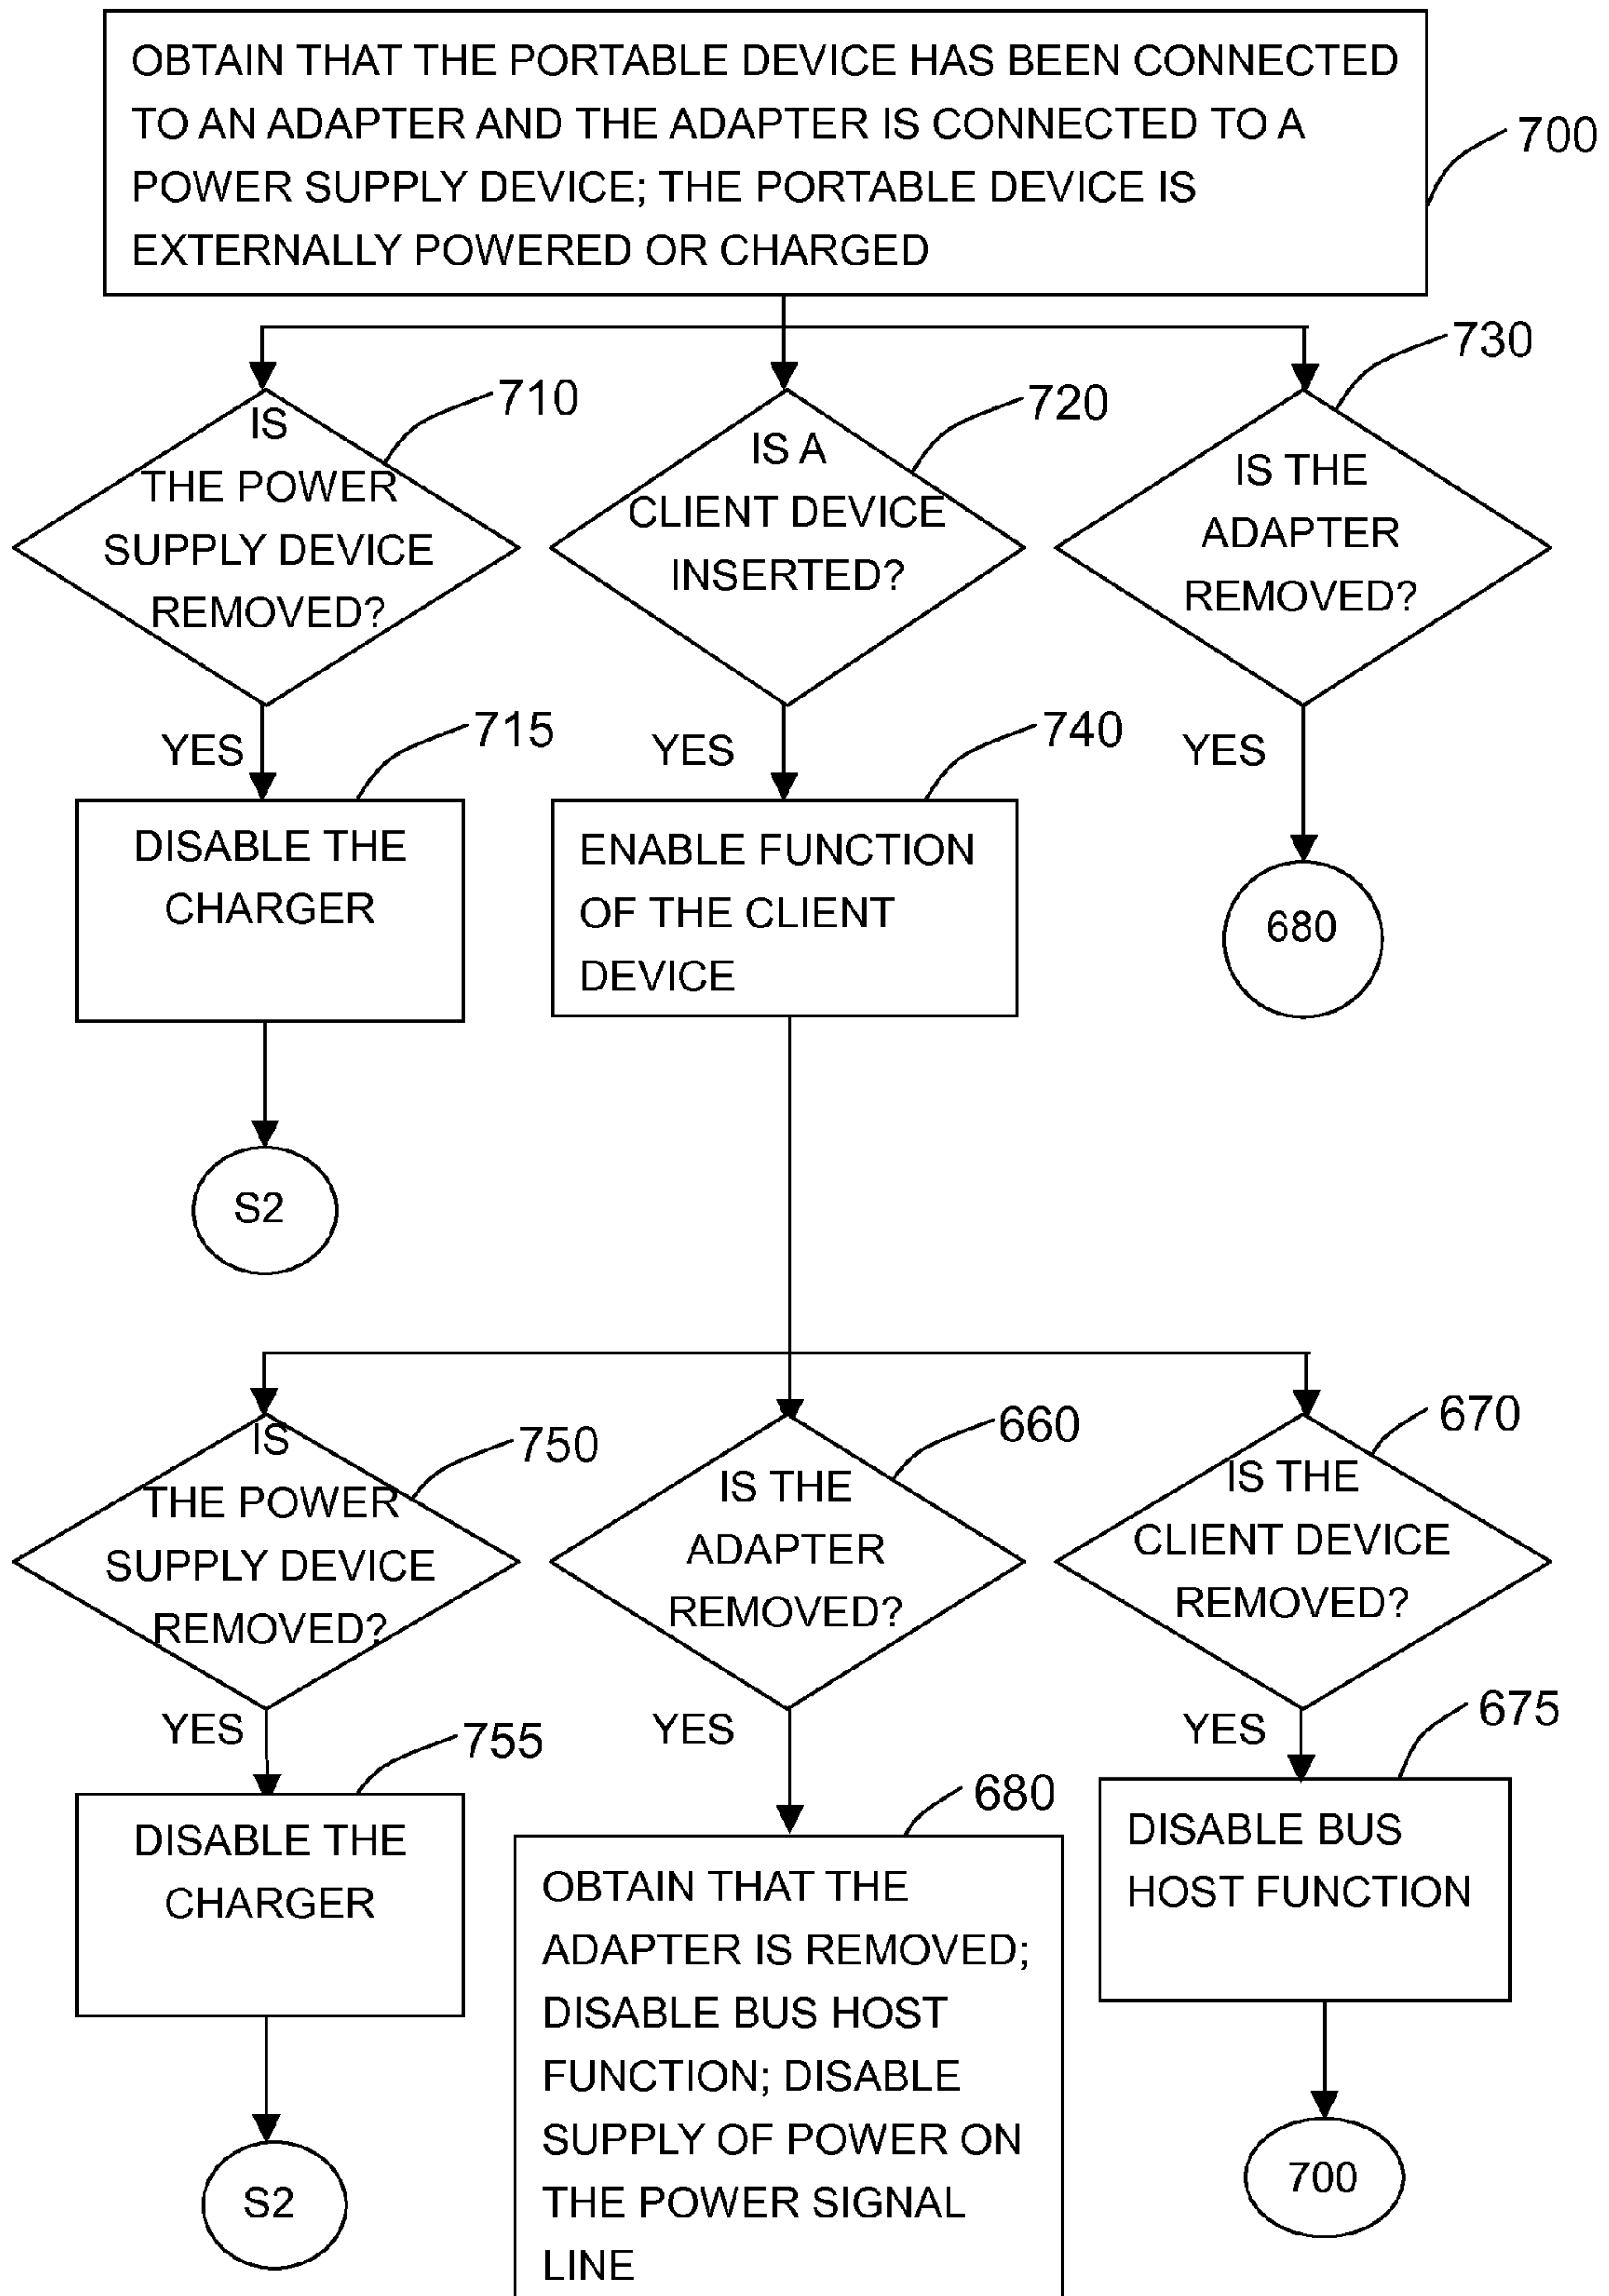 OBTAIN THAT THE PORTABLE DEVICE HAS BEEN CONNECTED
TO AN ADAPTER AND THE ADAPTER IS CONNECTED TO A
POWER SUPPLY DEVICE; THE PORTABLE DEVICE IS
EXTERNALLY POWERED OR CHARGED
700
710
IS
THE POWER
SUPPLY DEVICE
REMOVED?
720
IS A
CLIENT DEVICE
INSERTED?
730
IS THE
ADAPTER
REMOVED?
YES
715
YES
740
YES
DISABLE THE
CHARGER
ENABLE FUNCTION
OF THE CLIENT
DEVICE
680
S2
750
IS
THE POWER
SUPPLY DEVICE
REMOVED?
660
IS THE
ADAPTER
REMOVED?
670
IS THE
CLIENT DEVICE
REMOVED?
YES
755
YES
680
YES
675
DISABLE THE
CHARGER
OBTAIN THAT THE
ADAPTER IS REMOVED;
DISABLE BUS HOST
FUNCTION; DISABLE
SUPPLY OF POWER ON
THE POWER SIGNAL
LINE
DISABLE BUS
HOST FUNCTION
S2
700